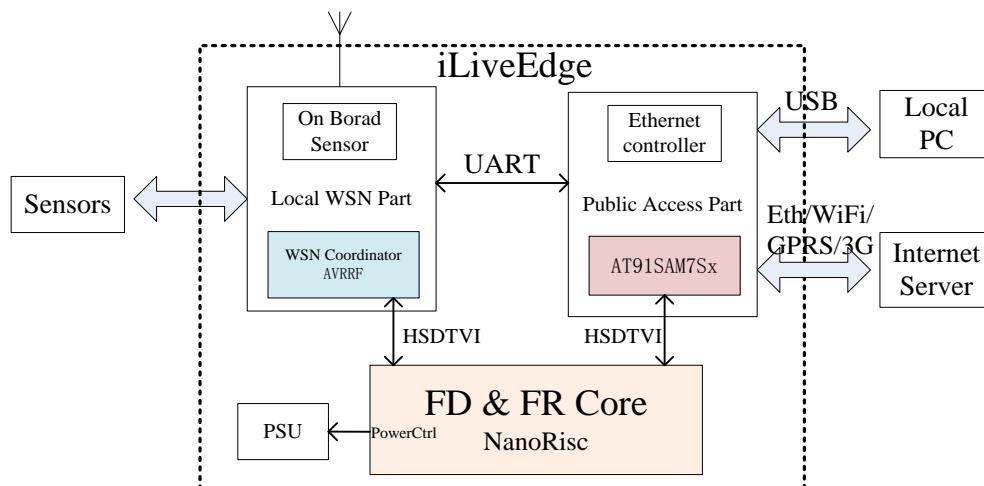 iLiveEdge
On Borad
Sensor
Local WSN Part
WSN Coordinator
AVRRF
Sensors
UART
Ethernet
controller
Public Access Part
AT91SAM7Sx
USB
Local
PC
Eth/WiFi/
GPRS/3G
Internet
Server
HSDTVI
HSDTVI
FD & FR Core
NanoRisc
PowerCtrl
PSU